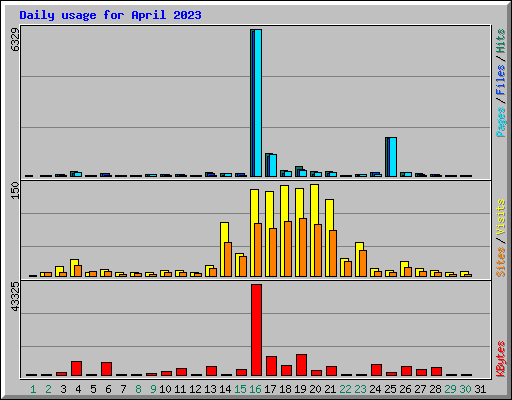 Daily usage for April 2023
6329
Pages / Files / Hits
150
Sites / Visits
43325
KBytes
1 2 3 4 5 6 7 8 9 10 11 12 13 14 15 16 17 18 19 20 21 22 23 24 25 26 27 28 29 30 31